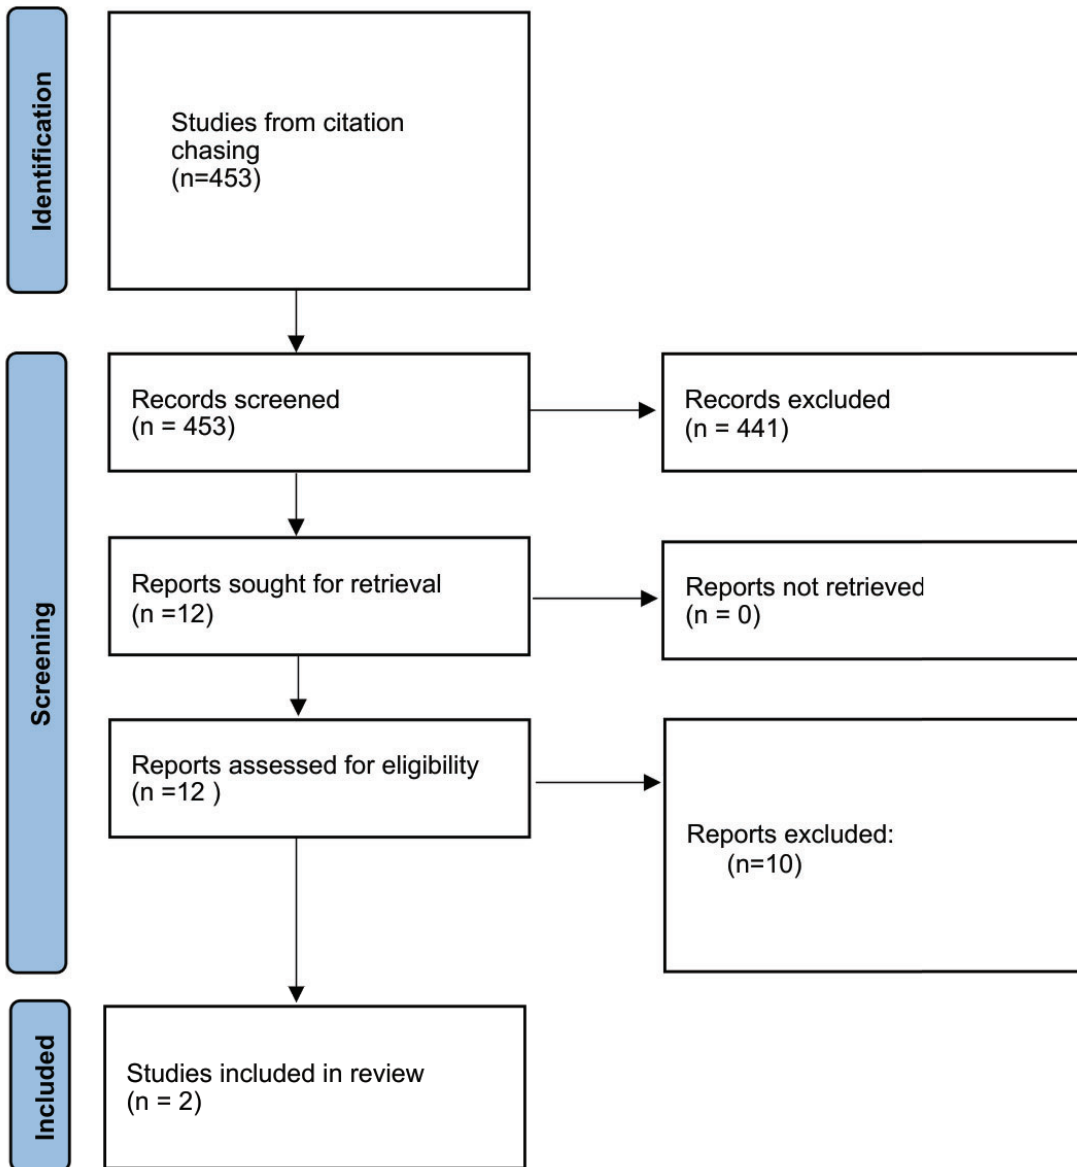 Identification
Studies from citation
chasing
(n=453)
Screening
Records screened
(n = 453)
Records excluded
(n = 441)
Reports sought for retrieval
(n =12)
Reports not retrieved
(n = 0)
Reports assessed for eligibility
(n =12 )
Reports excluded:
(n=10)
Included
Studies included in review
(n = 2)